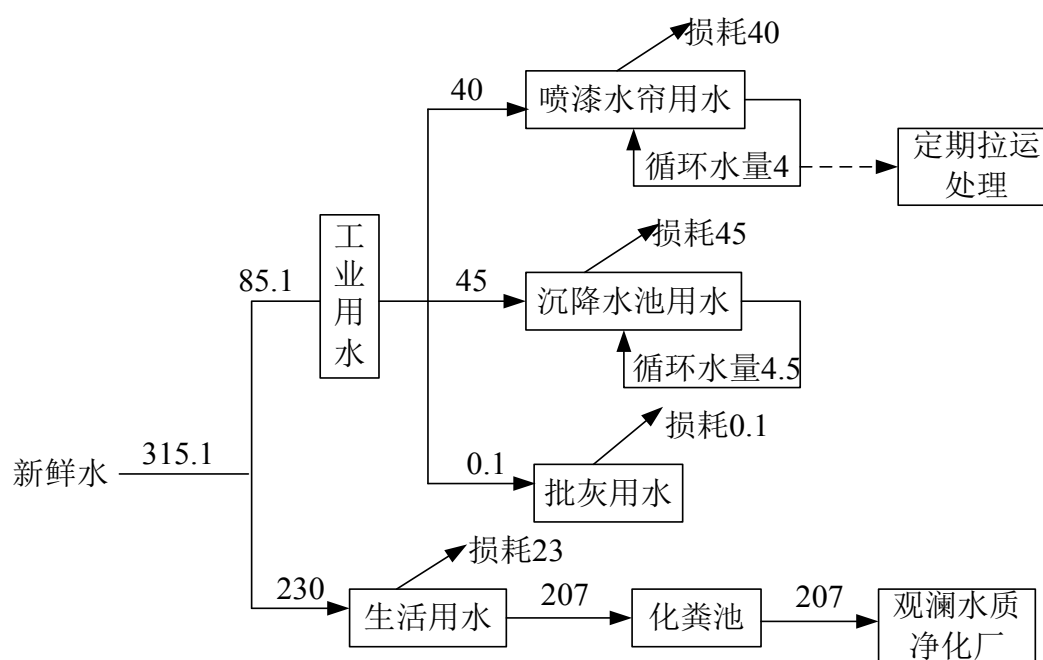 损耗40
40
喷漆水帘用水
循环水量4
定期拉运
处理
损耗45
工
业
用
水
85.1
45
沉降水池用水
循环水量4.5
损耗0.1
新鲜水
315.1
0.1
批灰用水
损耗23
230
生活用水
207
化粪池
207
观澜水质
净化厂